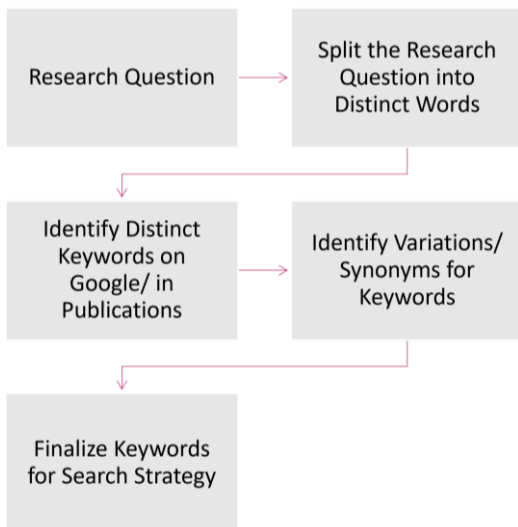 Research Question
Split the Research
Question into
Distinct Words
Identify Distinct
Keywords on
Google/ in
Publications
Identify Variations/
Synonyms for
Keywords
Finalize Keywords
for Search Strategy